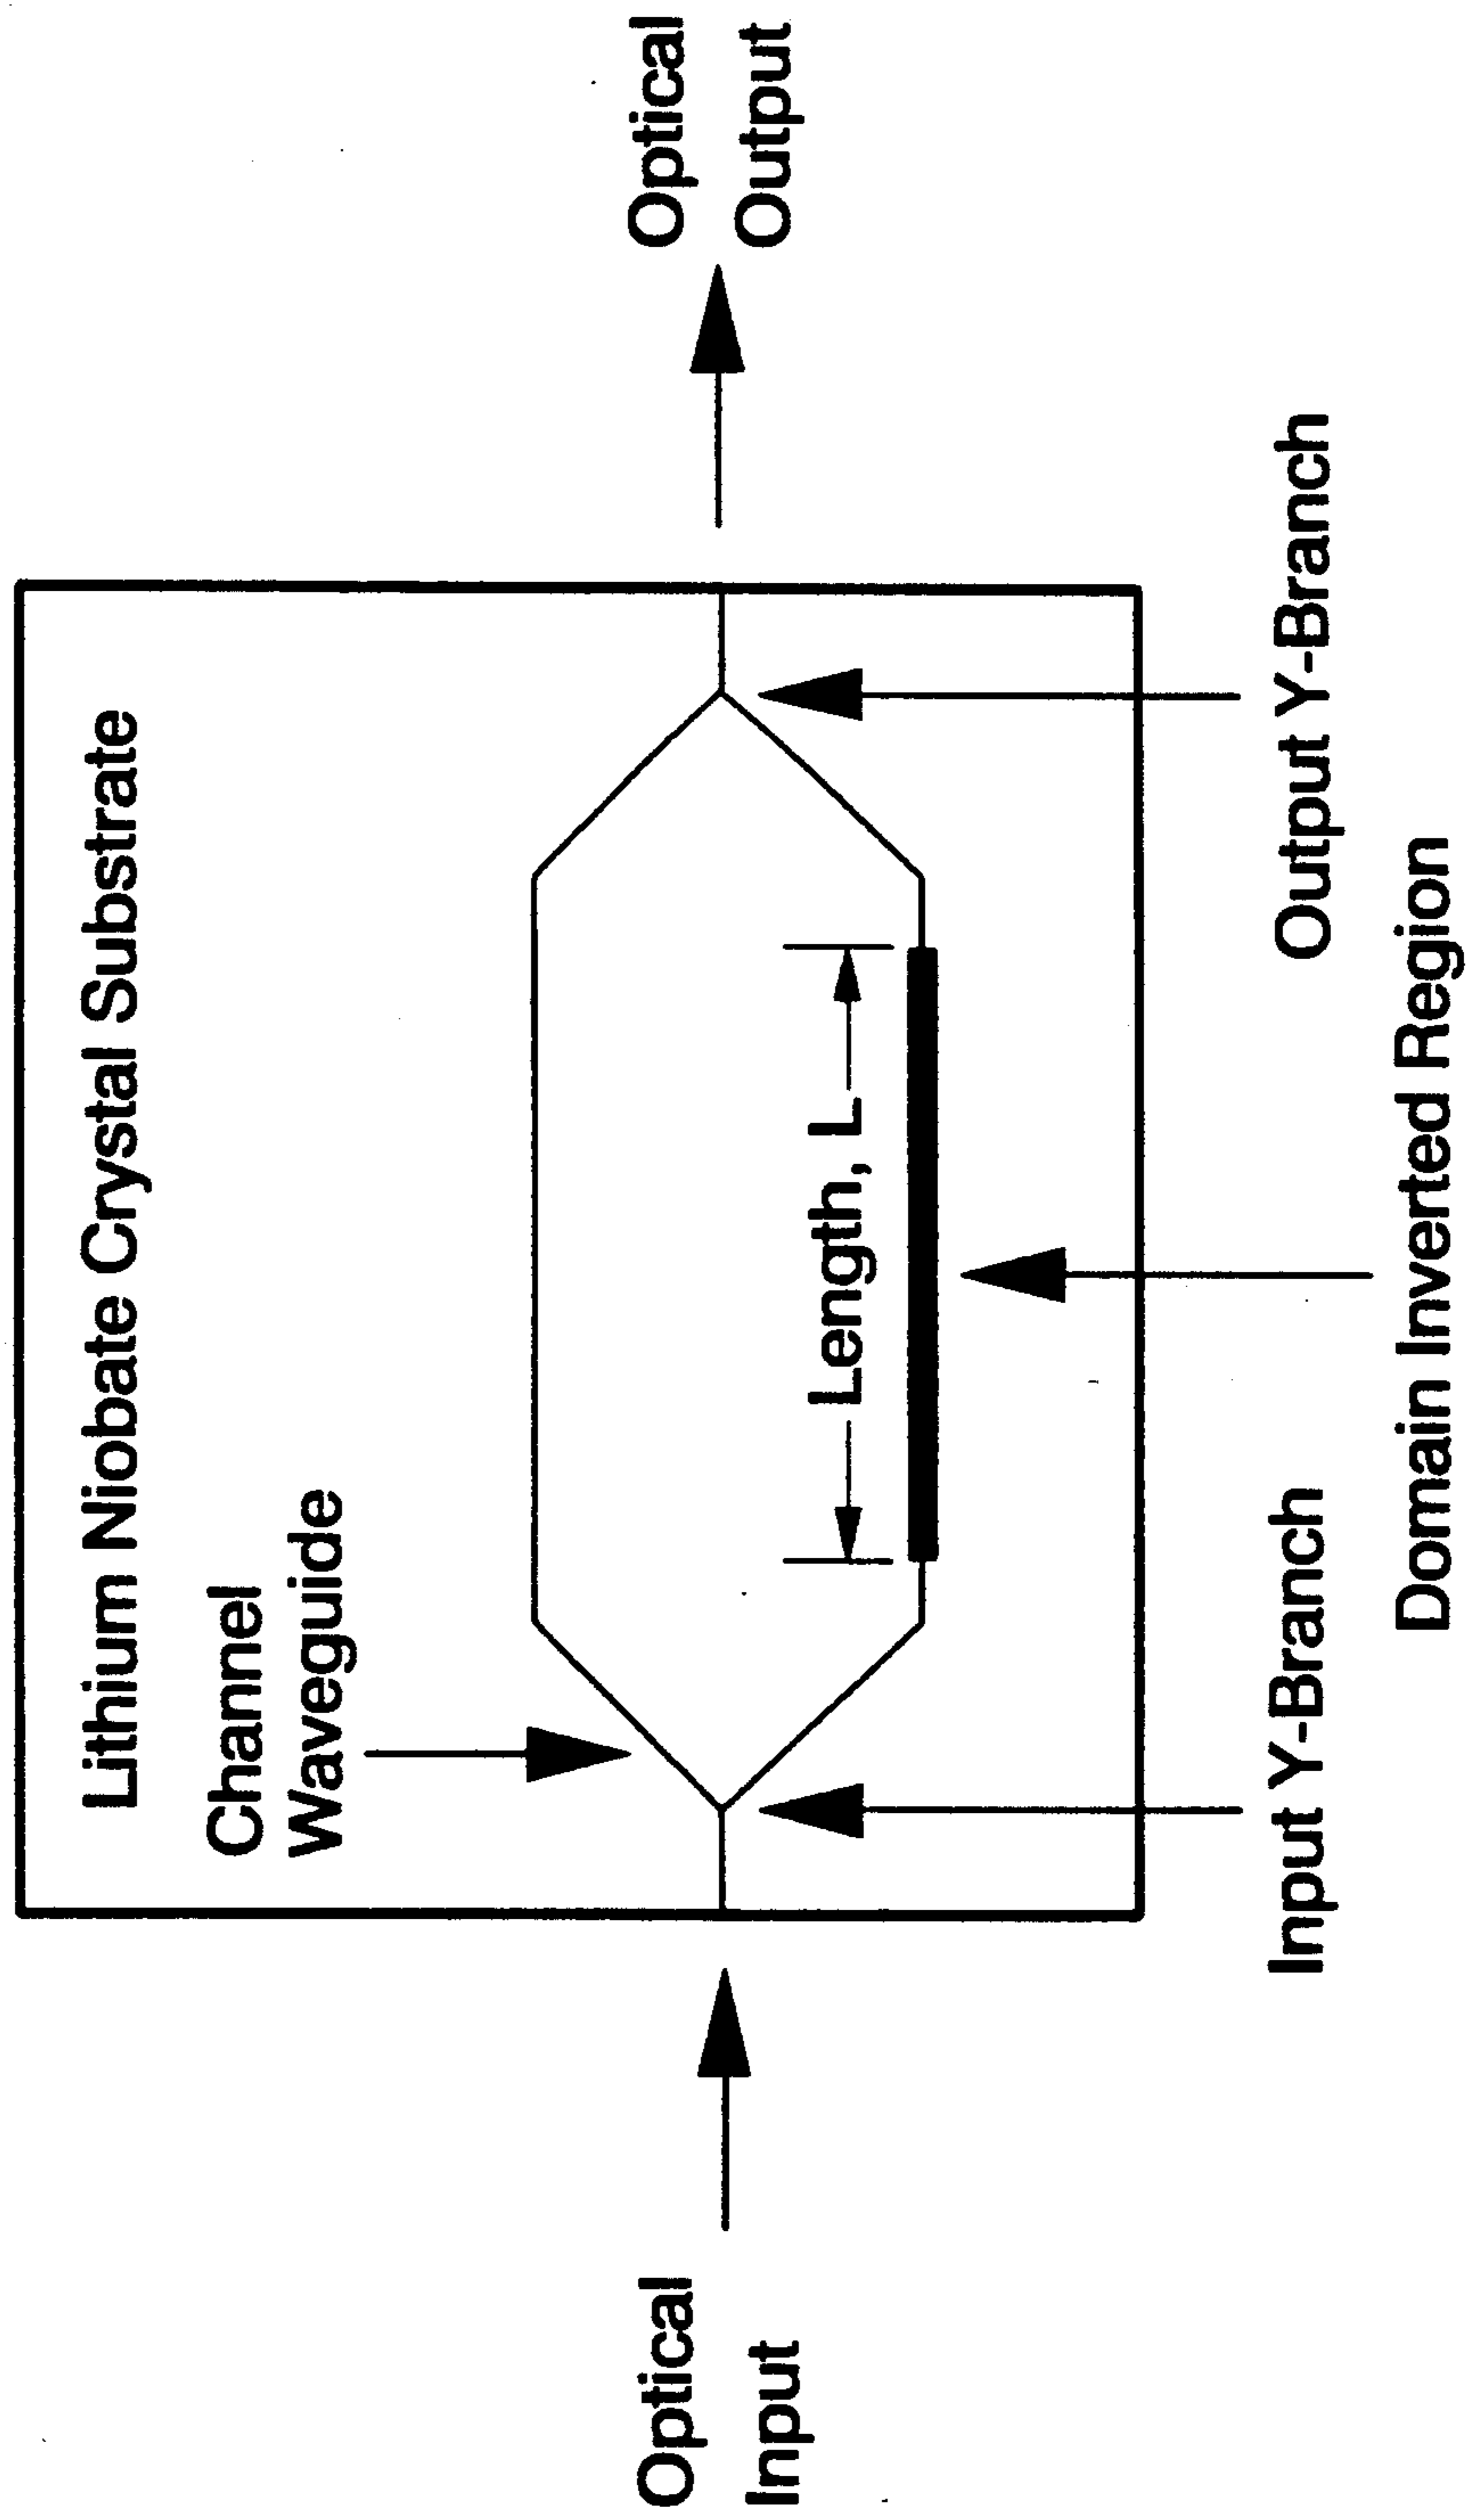 Lithium Niobate Crystal Substrate
Channel
Waveguide
Optical
Input
Optical
Output
Length, L
Input Y-Branch
Output Y-Branch
Domain Inverted Region